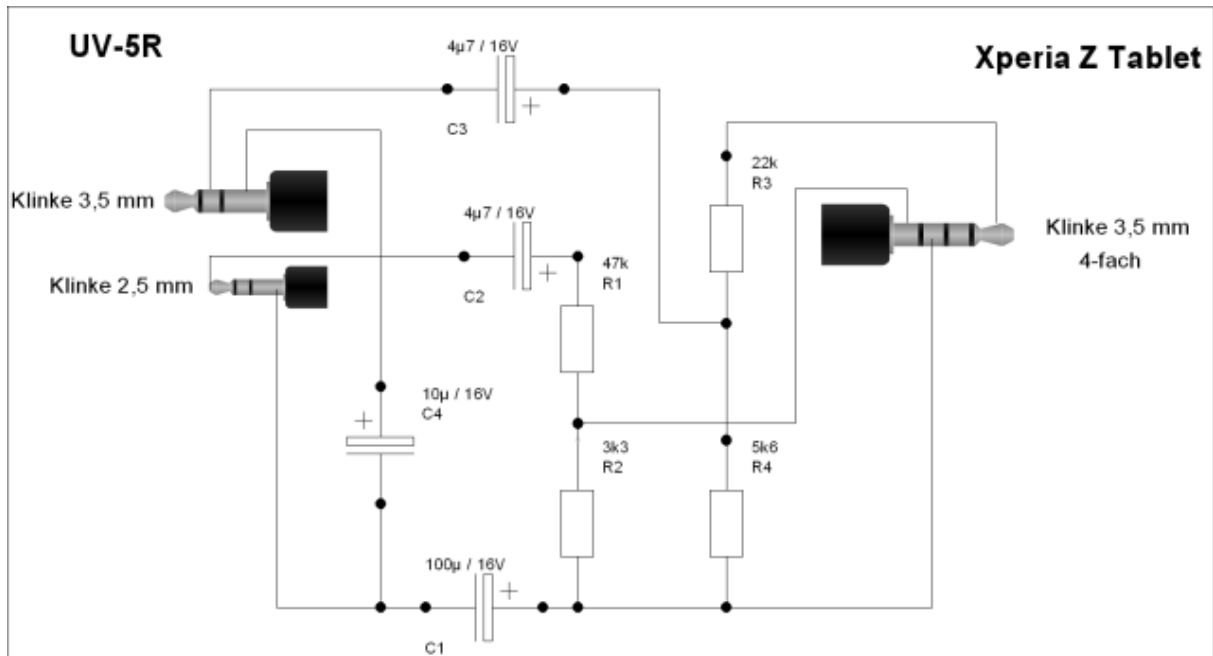 UV-5R
Xperia Z Tablet
4µ7 / 16V
+
C3
Klinke 3,5 mm
22k
R3
Klinke 3,5 mm
4-fach
4µ7 / 16V
+
C2
Klinke 2,5 mm
47k
R1
10µ / 16V
C4
+
3k3
R2
5k6
R4
100µ / 16V
+
C1